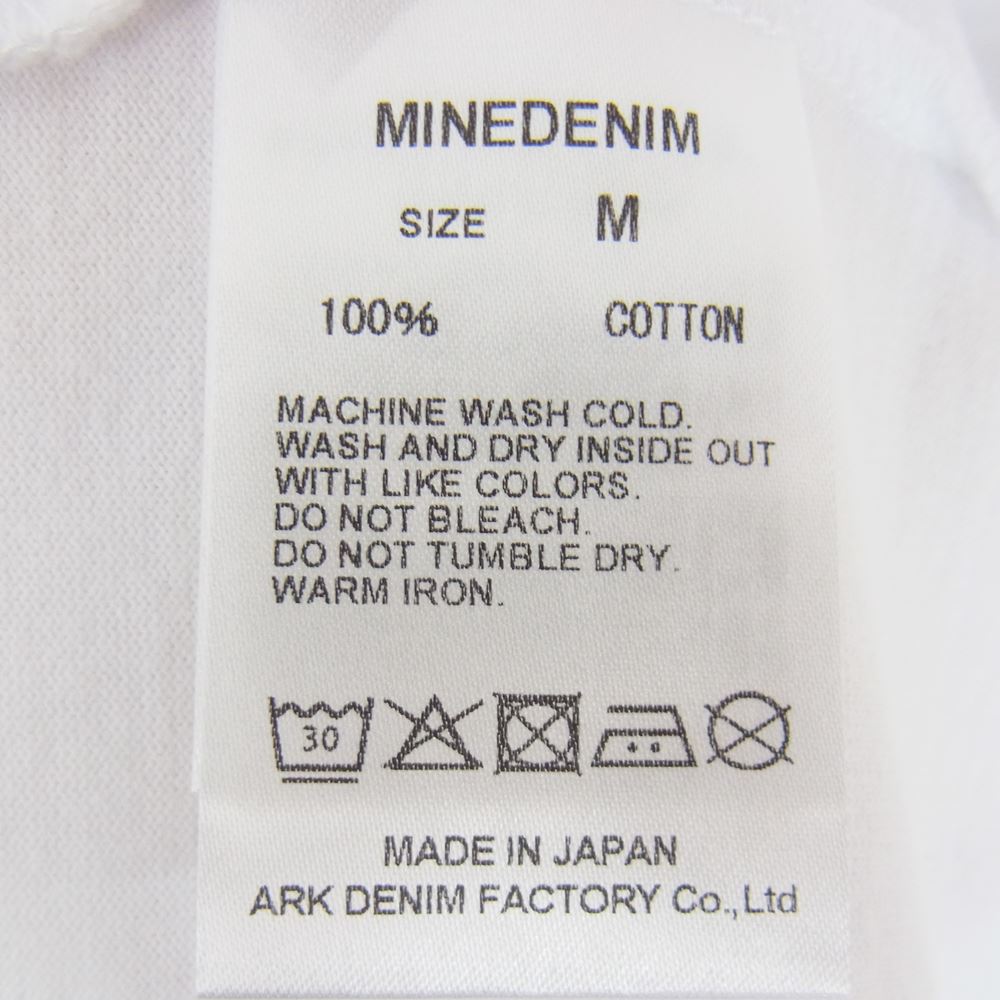 MINEDENIM
SIZE M
100% COTTON
MACHINE WASH COLD.
WASH AND DRY INSIDE OUT
WITH LIKE COLORS.
DO NOT BLEACH.
DO NOT TUMBLE DRY.
WARM IRON.
30
MADE IN JAPAN
ARK DENIM FACTORY Co.,Ltd